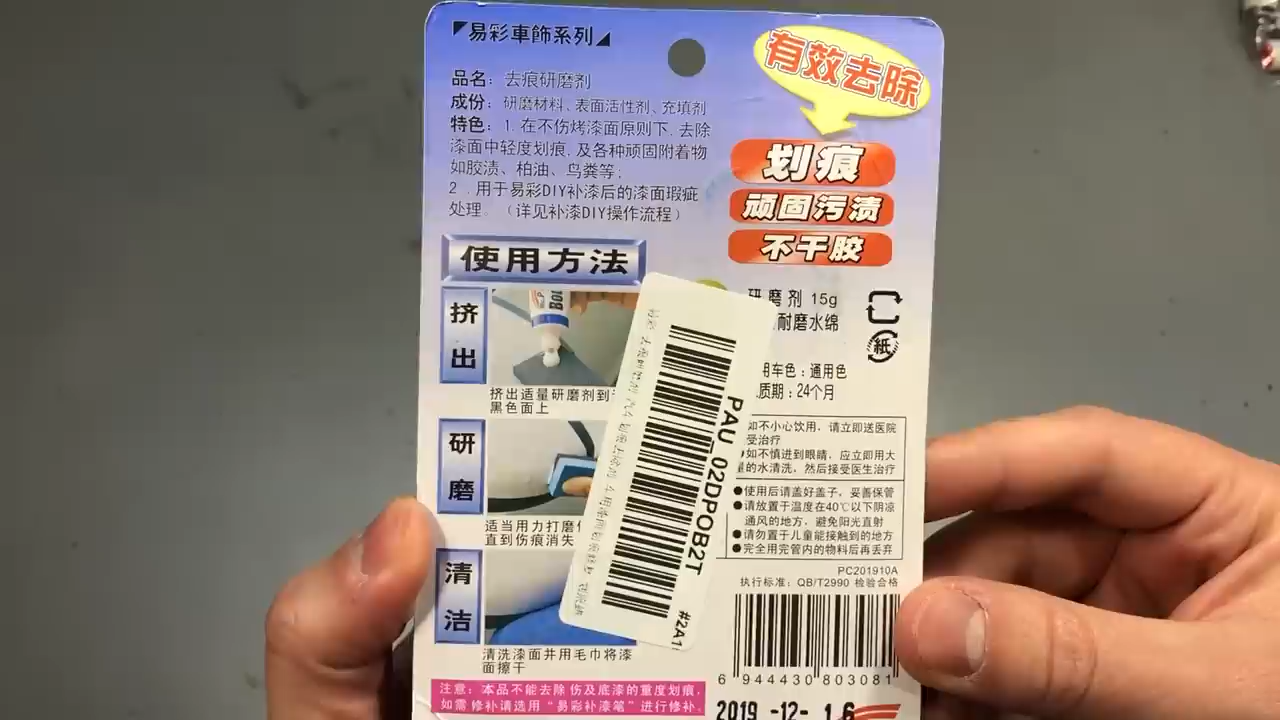 易彩車飾系列
品名：去痕研磨剂
成份：研磨材料、表面活性剂、充填剂
特色：1.在不伤烤漆面原则下,去除
漆面中轻度划痕,及各种顽固附着物
如胶渍、柏油、鸟粪等;
2.用于易彩DIY补漆后的漆面瑕疵
处理。（详见补漆DIY操作流程）
有效去除
划痕
顽固污渍
不干胶
使用方法
挤出
挤出适量研磨剂到
黑色面上
研磨
适当用力打磨
直到伤痕消失
清洁
清洗漆面并用毛巾将漆
面擦干
注意：本品不能去除伤及底漆的重度划痕，
如需修补请选用“易彩补漆笔”进行修补。
研磨剂 15g
耐磨水绵
紙
用车色：通用色
质期：24个月
如不小心饮用，请立即送医院
受治疗
如不慎进到眼睛，应立即用大
量的水清洗，然后接受医生治疗
●使用后请盖好盖子，妥善保管
●请放置于温度在40℃以下阴凉
通风的地方，避免阳光直射
●请勿置于儿童能接触到的地方
●完全用完管内的物料后再丢弃
PC201910A
执行标准：QB/T2990 检验合格
PAU 02DPOB2T
#2A1
6 944430 803081
2019 -12- 16